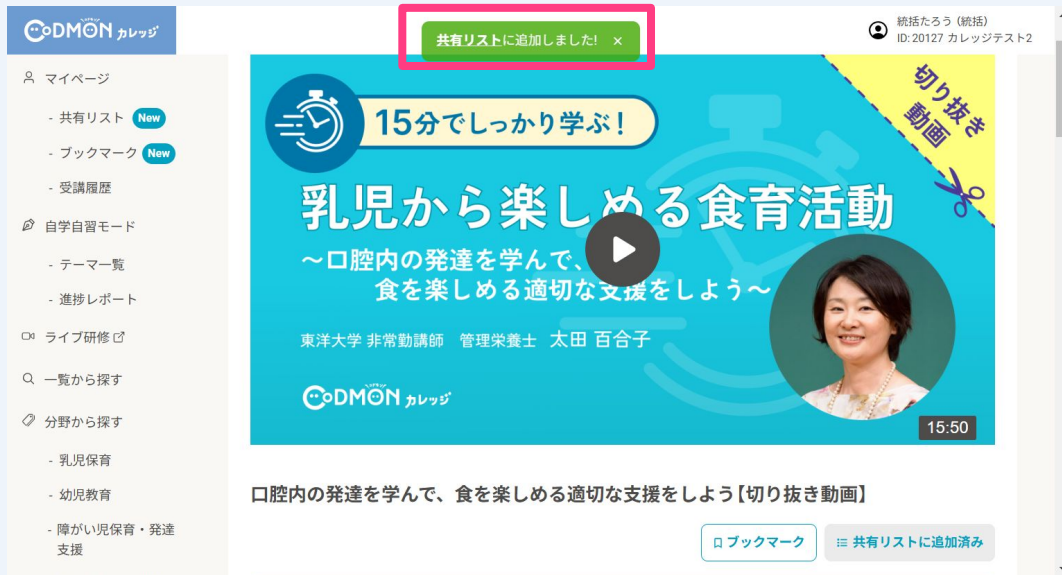 CoDMON カレッジ
共有リストに追加しました! ×
統括たろう (統括)
ID: 20127 カレッジテスト2
マイページ
- 共有リスト New
- ブックマーク New
- 受講履歴
自学自習モード
- テーマ一覧
- 進捗レポート
ライブ研修
一覧から探す
分野から探す
- 乳児保育
- 幼児教育
- 障がい児保育・発達
支援
切り抜き
動画
15分でしっかり学ぶ！
乳児から楽しめる食育活動
～口腔内の発達を学んで、
食を楽しめる適切な支援をしよう～
東洋大学 非常勤講師 管理栄養士 太田 百合子
CoDMON カレッジ
15:50
口腔内の発達を学んで、食を楽しめる適切な支援をしよう【切り抜き動画】
ブックマーク
共有リストに追加済み